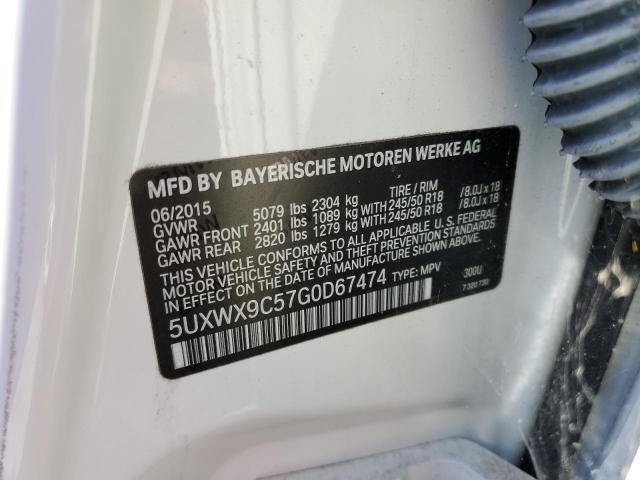 MFD BY BAYERISCHE MOTOREN WERKE AG
06/2015 TIRE / RIM
GVWR 5079 lbs 2304 kg
GAWR FRONT 2401 lbs 1089 kg WITH 245/50 R18 /8.0J x 18
GAWR REAR 2820 lbs 1279 kg WITH 245/50 R18 /8.0J x 18
THIS VEHICLE CONFORMS TO ALL APPLICABLE U.S. FEDERAL
MOTOR VEHICLE SAFETY AND THEFT PREVENTION STANDARDS
IN EFFECT ON THE DATE OF MANUFACTURE SHOWN ABOVE.
5UXWX9C57G0D67474 TYPE: MPV 300U